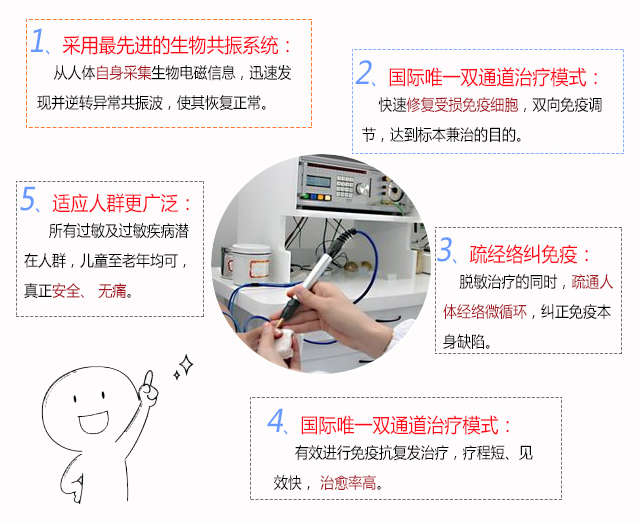 1、采用最先进的生物共振系统：
从人体自身采集生物电磁信息，迅速发
现并逆转异常共振波，使其恢复正常。
2、国际唯一双通道治疗模式：
快速修复受损免疫细胞，双向免疫调
节，达到标本兼治的目的。
3、疏经络纠免疫：
脱敏治疗的同时，疏通人
体经络微循环，纠正免疫本
身缺陷。
4、国际唯一双通道治疗模式：
有效进行免疫抗复发治疗，疗程短、见
效快， 治愈率高。
5、适应人群更广泛：
所有过敏及过敏疾病潜
在人群，儿童至老年均可，
真正安全、 无痛。